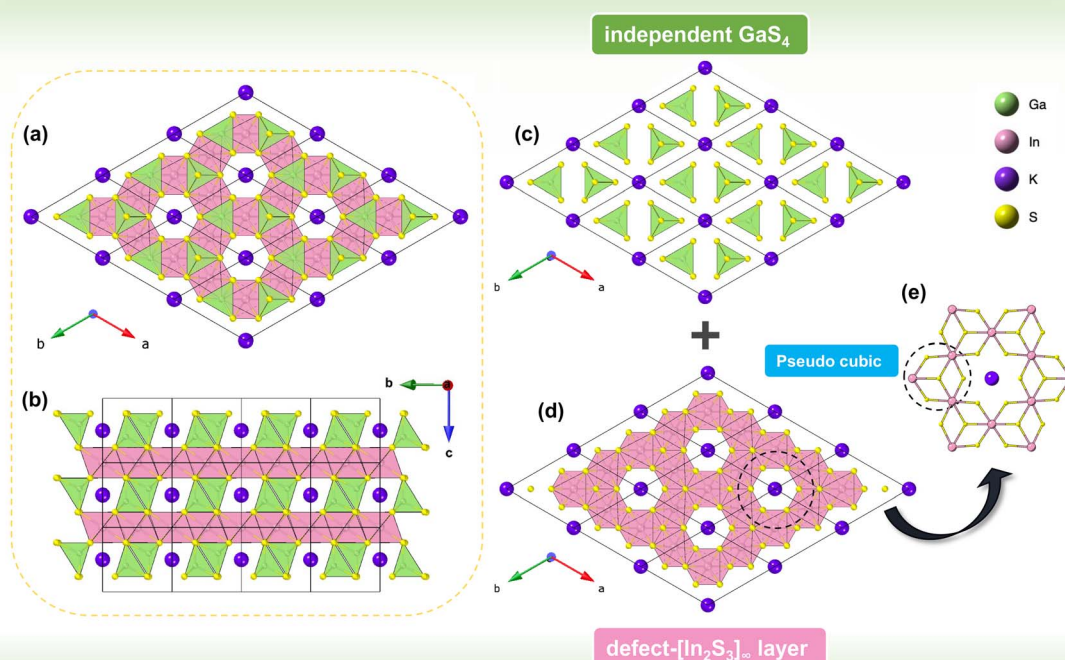 independent GaS₄
(a)
b
a
(b)
b
a
c
(c)
b
a
Ga
In
K
S
+
(e)
Pseudo cubic
(d)
b
a
defect-[In₂S₃]∞ layer